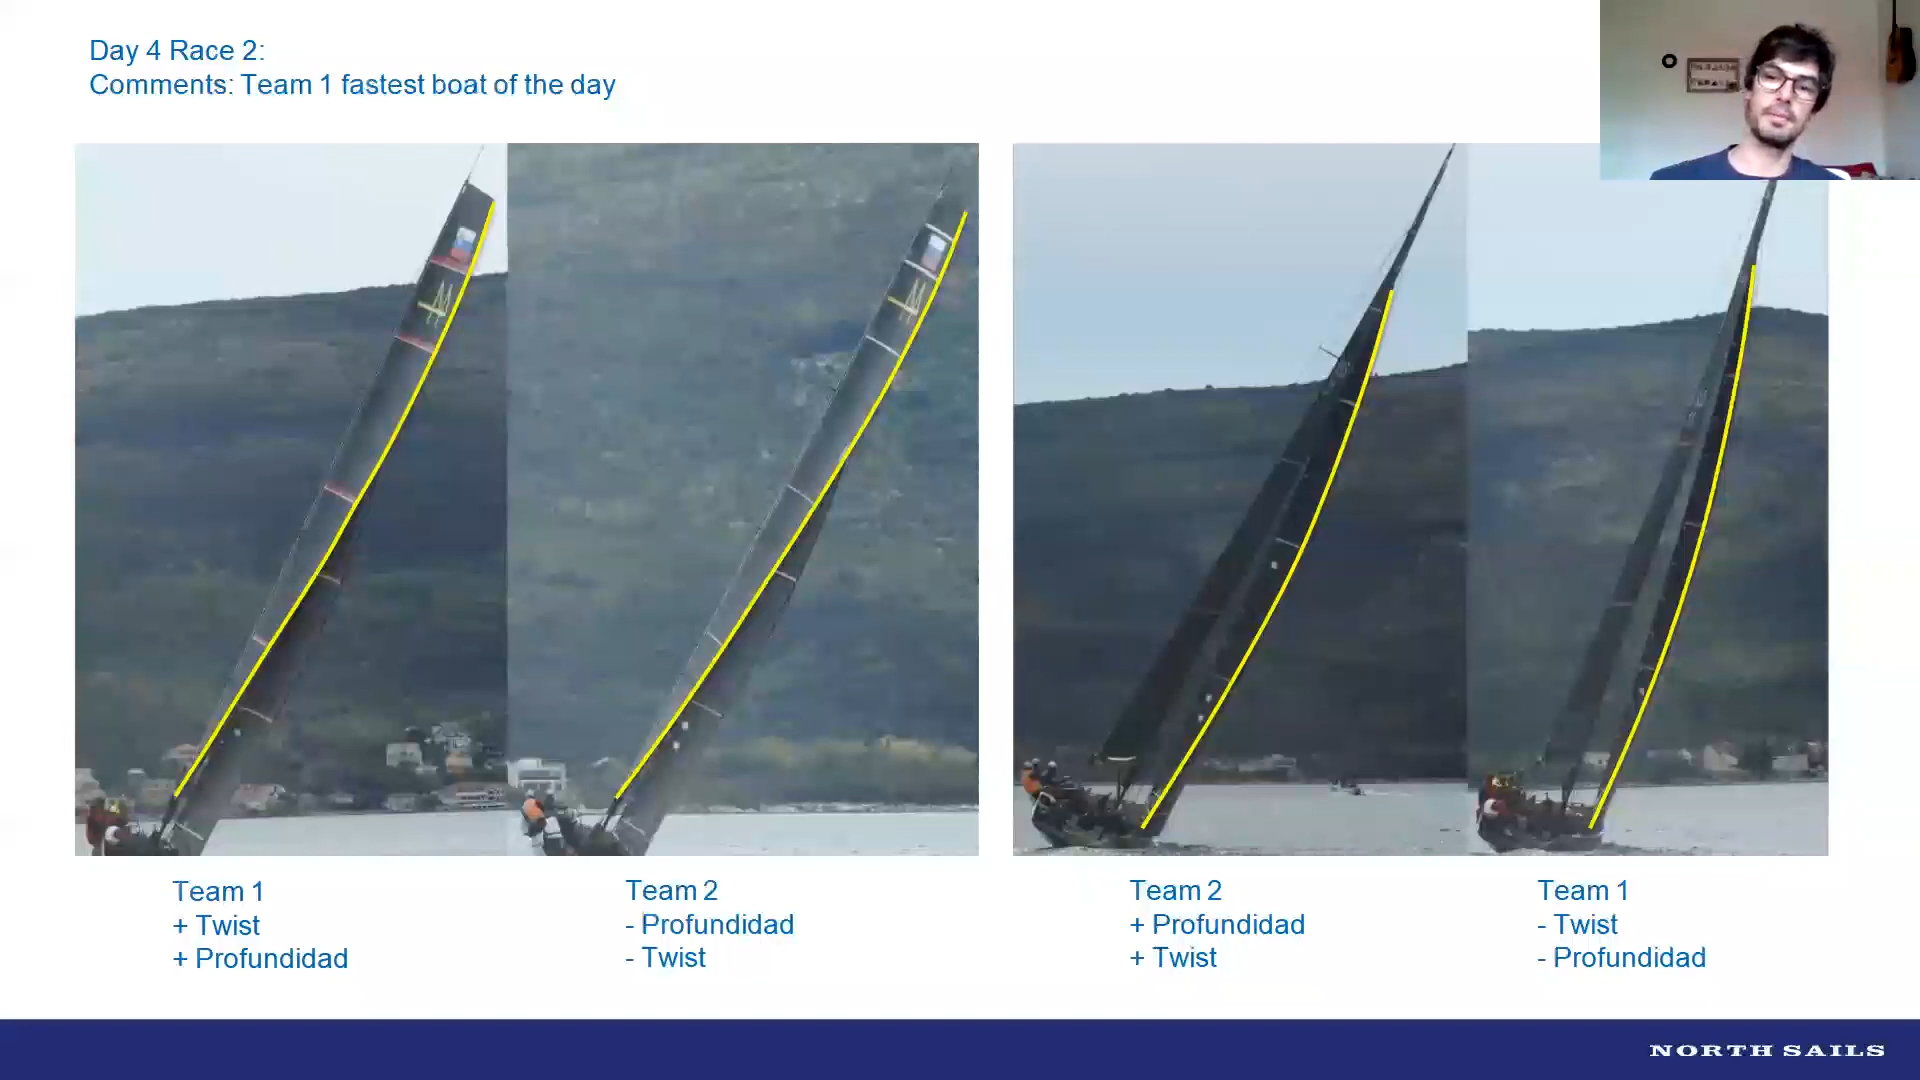 Day 4 Race 2:
Comments: Team 1 fastest boat of the day
Team 1
+ Twist
+ Profundidad
Team 2
- Profundidad
- Twist
Team 2
+ Profundidad
+ Twist
Team 1
- Twist
- Profundidad
NORTH SAILS